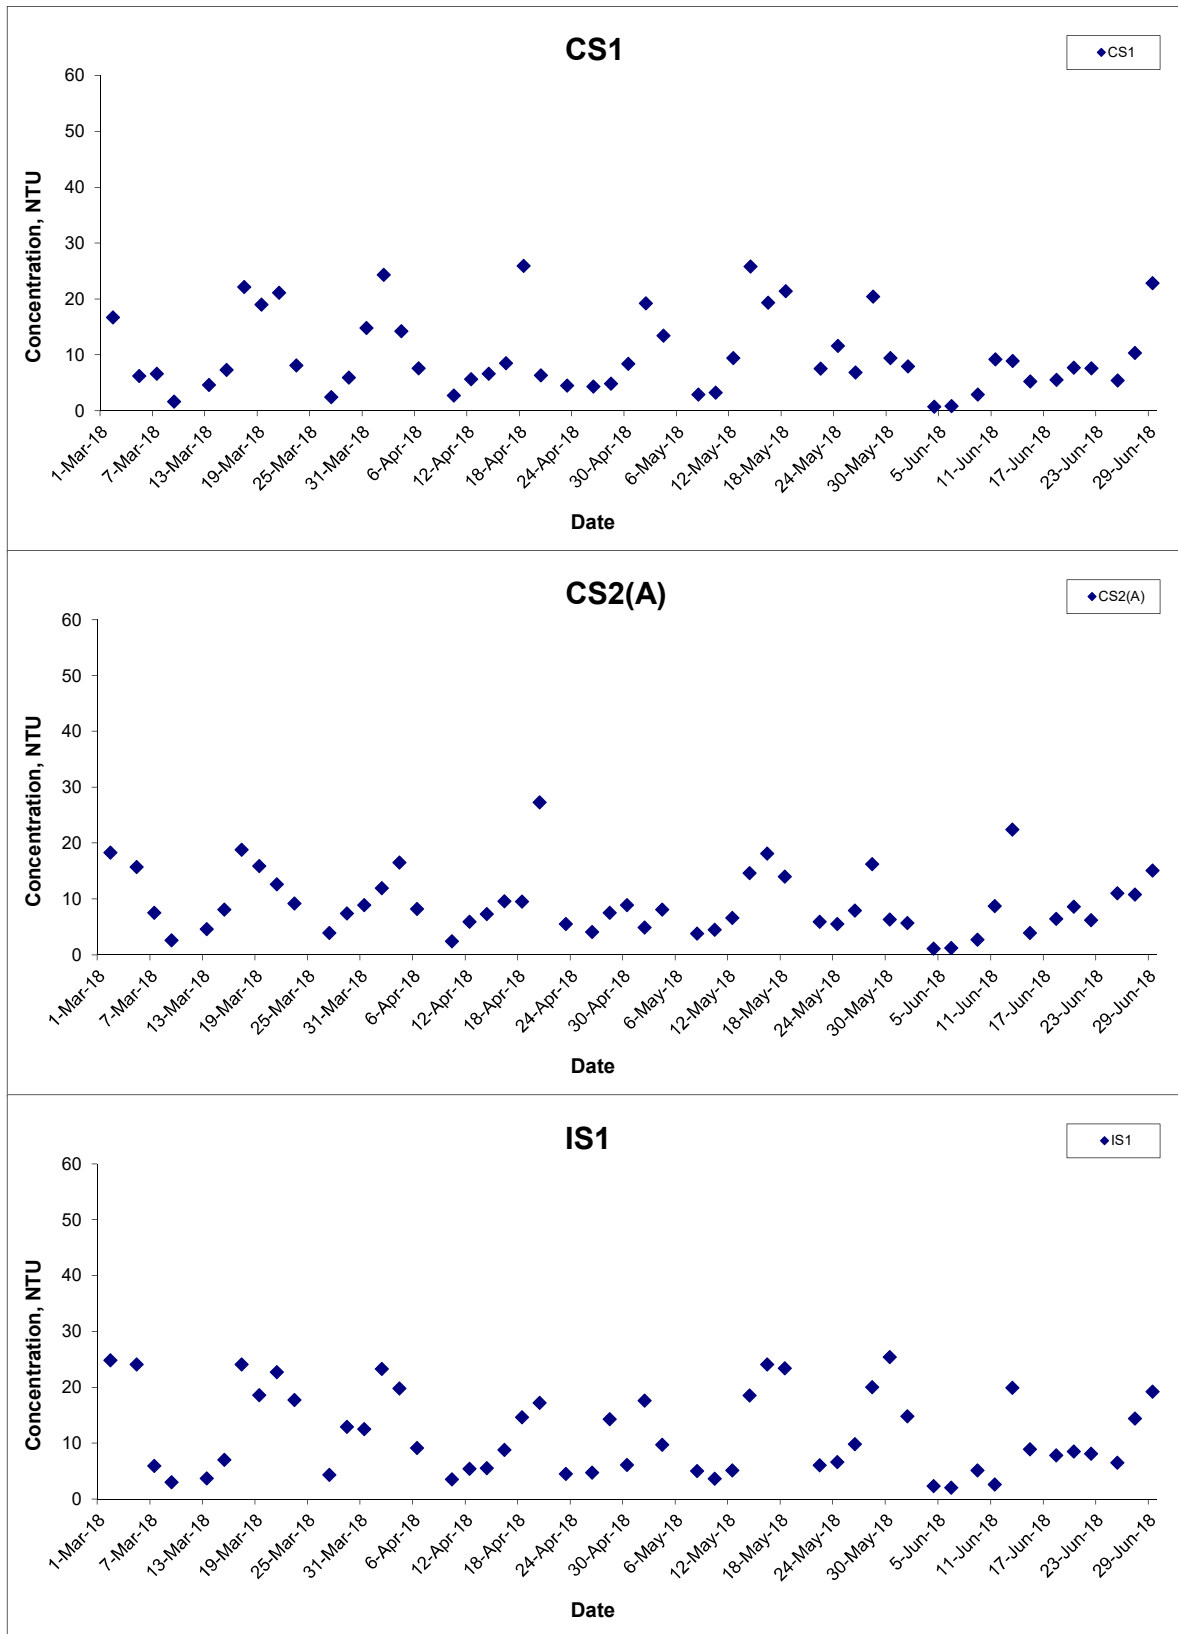 CS1
CS1
60
50
40
30
20
10
0
Concentration, NTU
1-Mar-18
7-Mar-18
13-Mar-18
19-Mar-18
25-Mar-18
31-Mar-18
6-Apr-18
12-Apr-18
18-Apr-18
24-Apr-18
30-Apr-18
6-May-18
12-May-18
18-May-18
24-May-18
30-May-18
5-Jun-18
11-Jun-18
17-Jun-18
23-Jun-18
29-Jun-18
Date
CS2(A)
CS2(A)
60
50
40
30
20
10
0
Concentration, NTU
1-Mar-18
7-Mar-18
13-Mar-18
19-Mar-18
25-Mar-18
31-Mar-18
6-Apr-18
12-Apr-18
18-Apr-18
24-Apr-18
30-Apr-18
6-May-18
12-May-18
18-May-18
24-May-18
30-May-18
5-Jun-18
11-Jun-18
17-Jun-18
23-Jun-18
29-Jun-18
Date
IS1
IS1
60
50
40
30
20
10
0
Concentration, NTU
1-Mar-18
7-Mar-18
13-Mar-18
19-Mar-18
25-Mar-18
31-Mar-18
6-Apr-18
12-Apr-18
18-Apr-18
24-Apr-18
30-Apr-18
6-May-18
12-May-18
18-May-18
24-May-18
30-May-18
5-Jun-18
11-Jun-18
17-Jun-18
23-Jun-18
29-Jun-18
Date